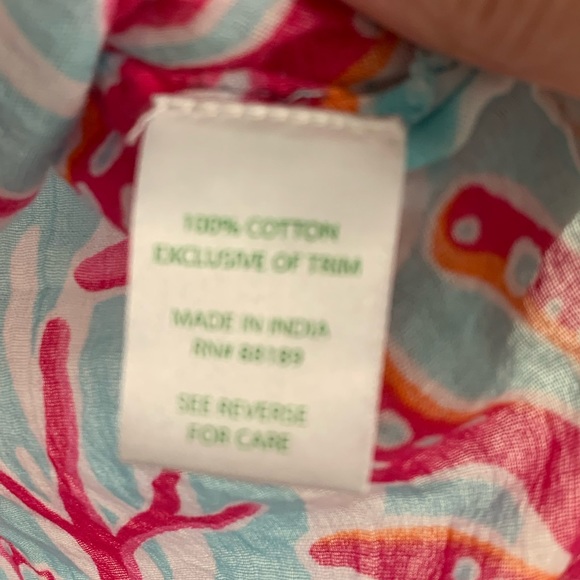 100% COTTON
EXCLUSIVE OF TRIM
MADE IN INDIA
RN# 88189
SEE REVERSE
FOR CARE